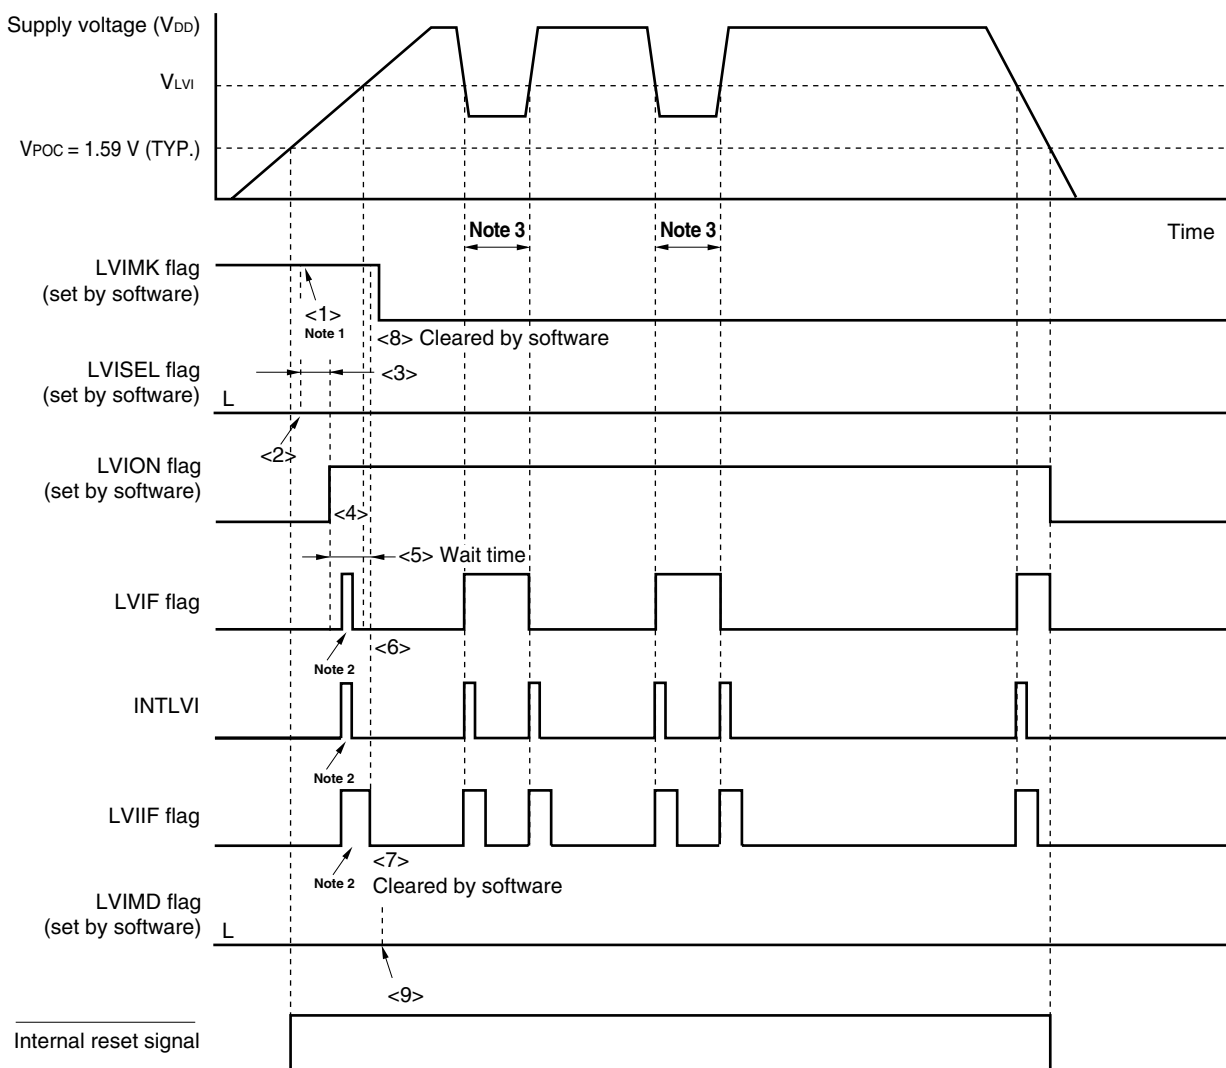 Supply voltage (VDD)
VLVI
VPOC = 1.59 V (TYP.)
Note 3
Note 3
Time
LVIMK flag
(set by software)
<1>
Note 1
<8> Cleared by software
LVISEL flag
(set by software)
L
<3>
<2>
LVION flag
(set by software)
<4>
<5> Wait time
LVIF flag
Note 2
<6>
INTLVI
Note 2
LVIIF flag
Note 2
<7>
Cleared by software
LVIMD flag
(set by software)
L
<9>
Internal reset signal